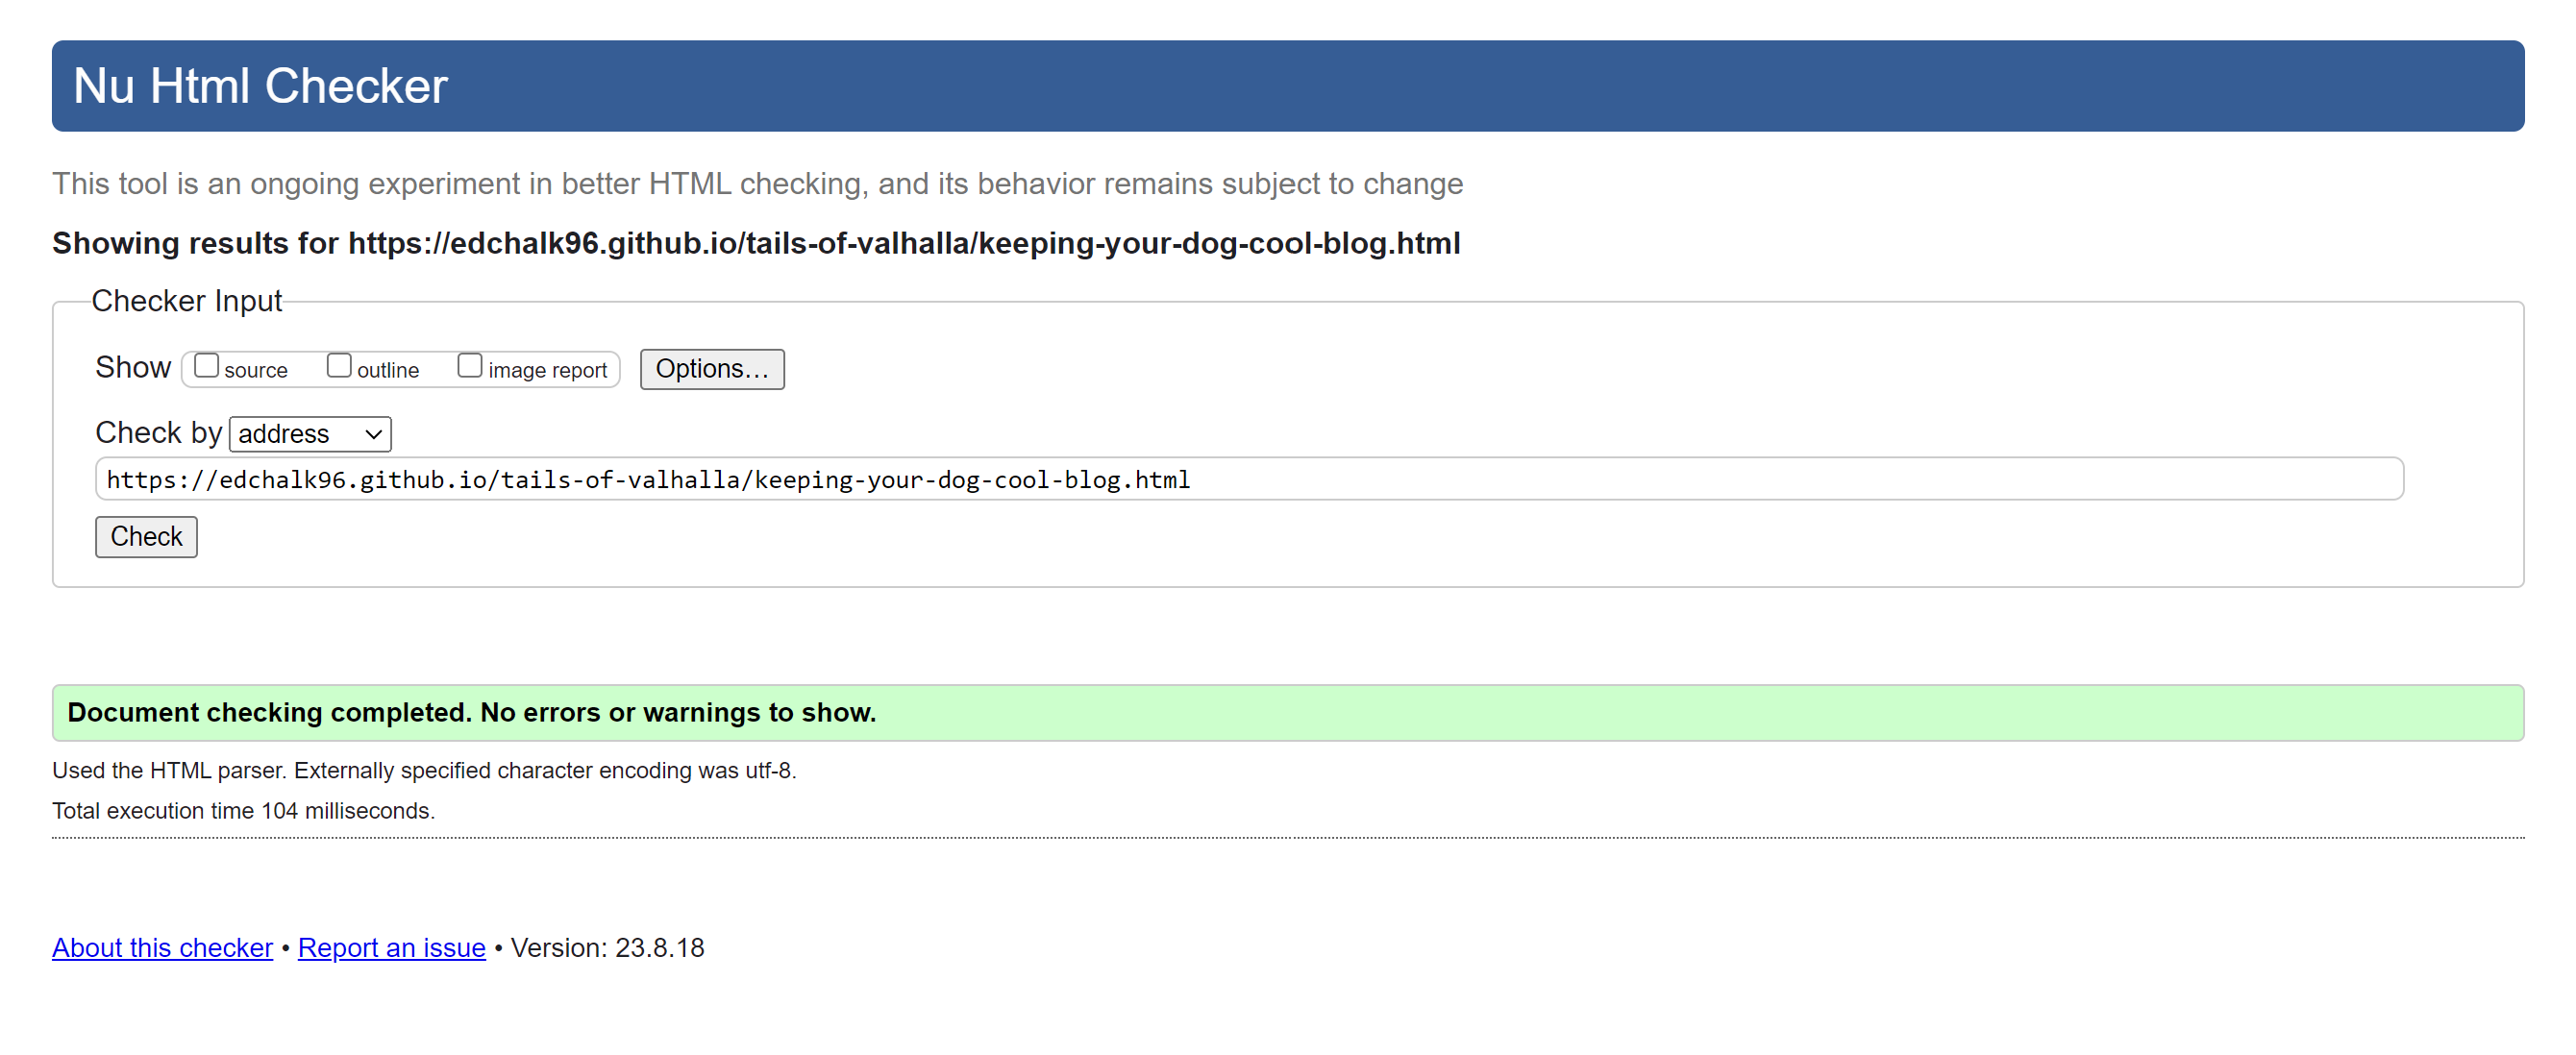 Nu Html Checker
This tool is an ongoing experiment in better HTML checking, and its behavior remains subject to change
Showing results for https://edchalk96.github.io/tails-of-valhalla/keeping-your-dog-cool-blog.html
Checker Input
Show source outline image report Options...
Check by address
https://edchalk96.github.io/tails-of-valhalla/keeping-your-dog-cool-blog.html
Check
Document checking completed. No errors or warnings to show.
Used the HTML parser. Externally specified character encoding was utf-8.
Total execution time 104 milliseconds.
About this checker • Report an issue • Version: 23.8.18